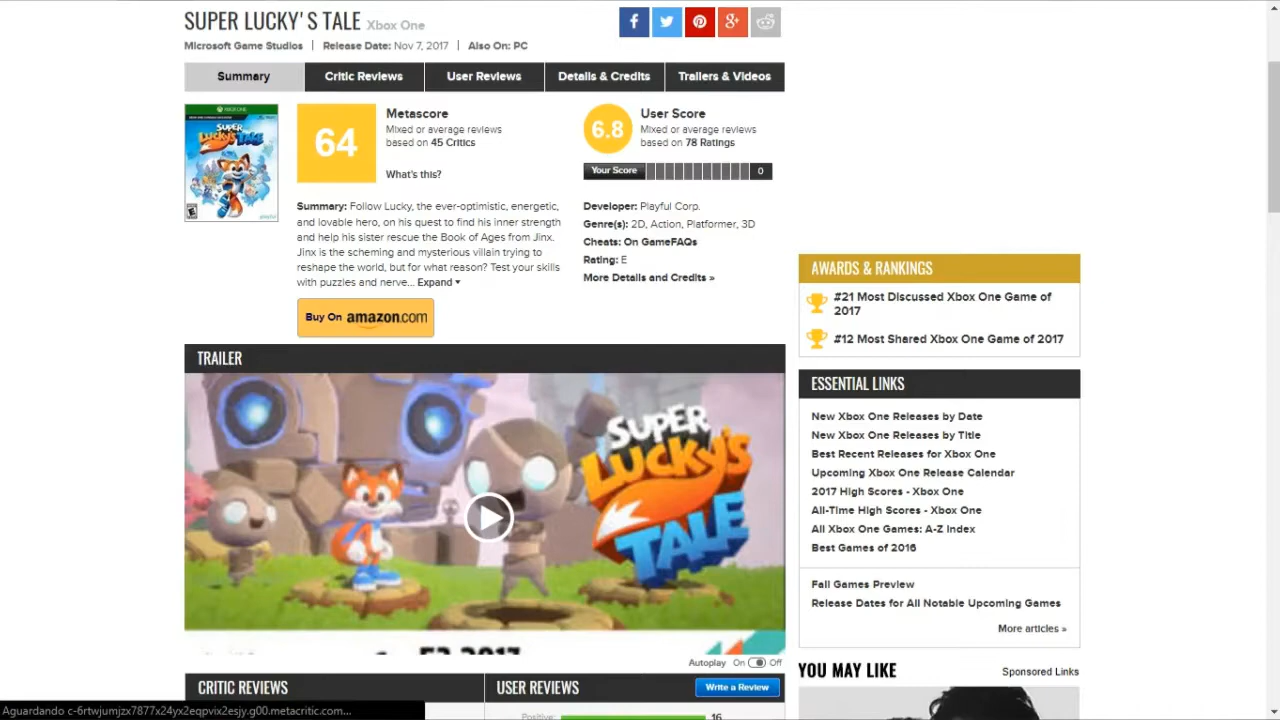 SUPER LUCKY'S TALE Xbox One
Microsoft Game Studios | Release Date: Nov 7, 2017 | Also On: PC
Summary
Critic Reviews
User Reviews
Details & Credits
Trailers & Videos
XBOX ONE
SUPER
LUCKY'S TALE
64
Metascore
Mixed or average reviews
based on 45 Critics
What's this?
6.8
User Score
Mixed or average reviews
based on 78 Ratings
Your Score
0
Summary: Follow Lucky, the ever-optimistic, energetic,
and lovable hero, on his quest to find his inner strength
and help his sister rescue the Book of Ages from Jinx.
Jinx is the scheming and mysterious villain trying to
reshape the world, but for what reason? Test your skills
with puzzles and nerve... Expand
Developer: Playful Corp.
Genre(s): 2D, Action, Platformer, 3D
Cheats: On GameFAQs
Rating: E
More Details and Credits »
Buy On amazon.com
TRAILER
SUPER
LUCKY'S
TALE
E3 2017
Autoplay On Off
CRITIC REVIEWS
USER REVIEWS
Write a Review
Positive: 16
AWARDS & RANKINGS
#21 Most Discussed Xbox One Game of
2017
#12 Most Shared Xbox One Game of 2017
ESSENTIAL LINKS
New Xbox One Releases by Date
New Xbox One Releases by Title
Best Recent Releases for Xbox One
Upcoming Xbox One Release Calendar
2017 High Scores - Xbox One
All-Time High Scores - Xbox One
All Xbox One Games: A-Z Index
Best Games of 2016
Fall Games Preview
Release Dates for All Notable Upcoming Games
More articles »
YOU MAY LIKE
Sponsored Links
Aguardando c-6rtwjumjzx7877x24yx2eqpvix2esjy.g00.metacritic.com...